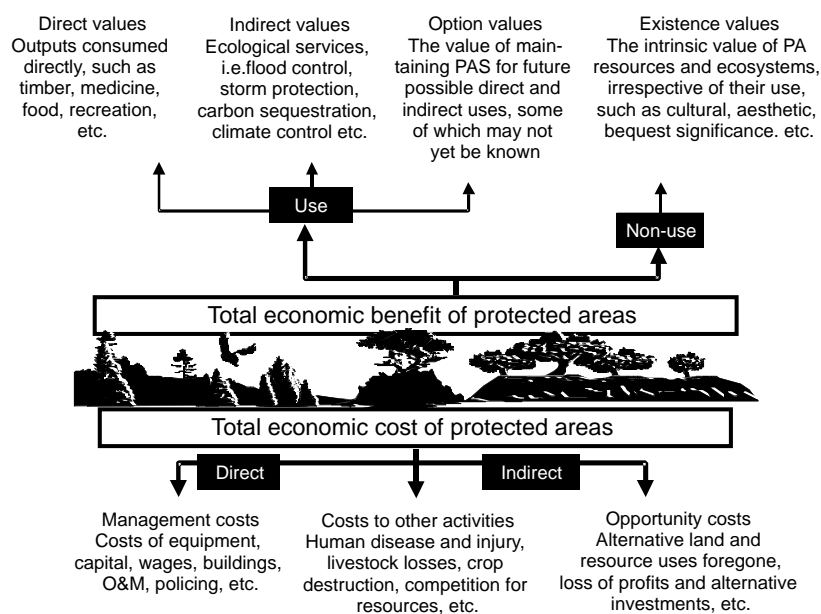 Direct values
Outputs consumed
directly, such as
timber, medicine,
food, recreation,
etc.
Indirect values
Ecological services,
i.e.flood control,
storm protection,
carbon sequestration,
climate control etc.
Option values
The value of main-
taining PAS for future
possible direct and
indirect uses, some
of which may not
yet be known
Existence values
The intrinsic value of PA
resources and ecosystems,
irrespective of their use,
such as cultural, aesthetic,
bequest significance. etc.
Use
Non-use
Total economic benefit of protected areas
Total economic cost of protected areas
Direct
Indirect
Management costs
Costs of equipment,
capital, wages, buildings,
O&M, policing, etc.
Costs to other activities
Human disease and injury,
livestock losses, crop
destruction, competition for
resources, etc.
Opportunity costs
Alternative land and
resource uses foregone,
loss of profits and alternative
investments, etc.